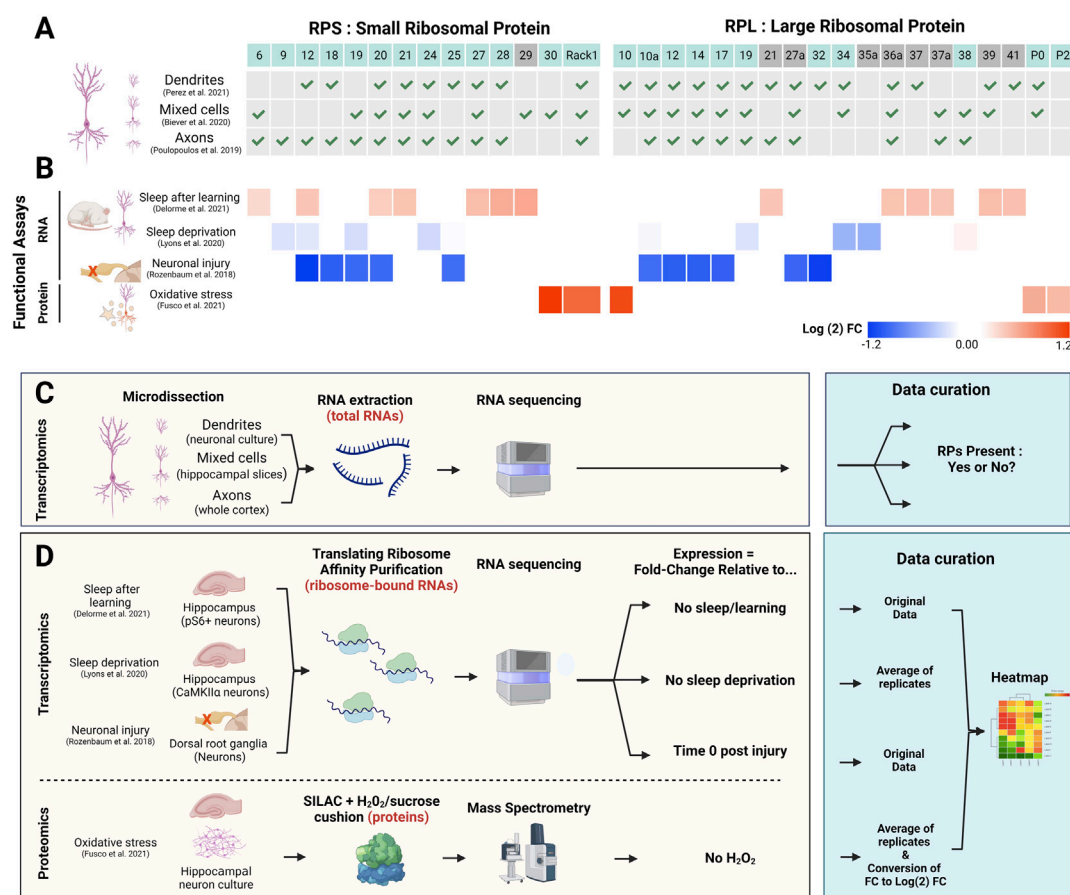 A
RPS : Small Ribosomal Protein
RPL : Large Ribosomal Protein
6 9 12 18 19 20 21 24 25 27 28 29 30 Rack1
10 10a 12 14 17 19 21 27a 32 34 35a 36a 37 37a 38 39 41 P0 P2
Dendrites
(Perez et al. 2021)
Mixed cells
(Biever et al. 2020)
Axons
(Poulopoulos et al. 2019)
B
Functional Assays
RNA
Sleep after learning
(Delorme et al. 2021)
Sleep deprivation
(Lyons et al. 2020)
Neuronal injury
(Rozenbaum et al. 2018)
Protein
Oxidative stress
(Fusco et al. 2021)
Log (2) FC
-1.2 0.00 1.2
C
Transcriptomics
Microdissection
Dendrites
(neuronal culture)
Mixed cells
(hippocampal slices)
Axons
(whole cortex)
RNA extraction
(total RNAs)
RNA sequencing
Data curation
RPs Present :
Yes or No?
D
Transcriptomics
Sleep after
learning
(Delorme et al. 2021)
Hippocampus
(pS6+ neurons)
Sleep deprivation
(Lyons et al. 2020)
Hippocampus
(CaMKIIα neurons)
Neuronal injury
(Rozenbaum et al. 2018)
Dorsal root ganglia
(Neurons)
Translating Ribosome
Affinity Purification
(ribosome-bound RNAs)
RNA sequencing
Expression =
Fold-Change Relative to...
No sleep/learning
No sleep deprivation
Time 0 post injury
Data curation
Original
Data
Average of
replicates
Original
Data
Heatmap
Proteomics
Oxidative stress
(Fusco et al. 2021)
Hippocampal
neuron culture
SILAC + H₂0₂/sucrose
cushion (proteins)
Mass Spectrometry
No H₂O₂
Average of
replicates
&
Conversion of
FC to Log(2) FC